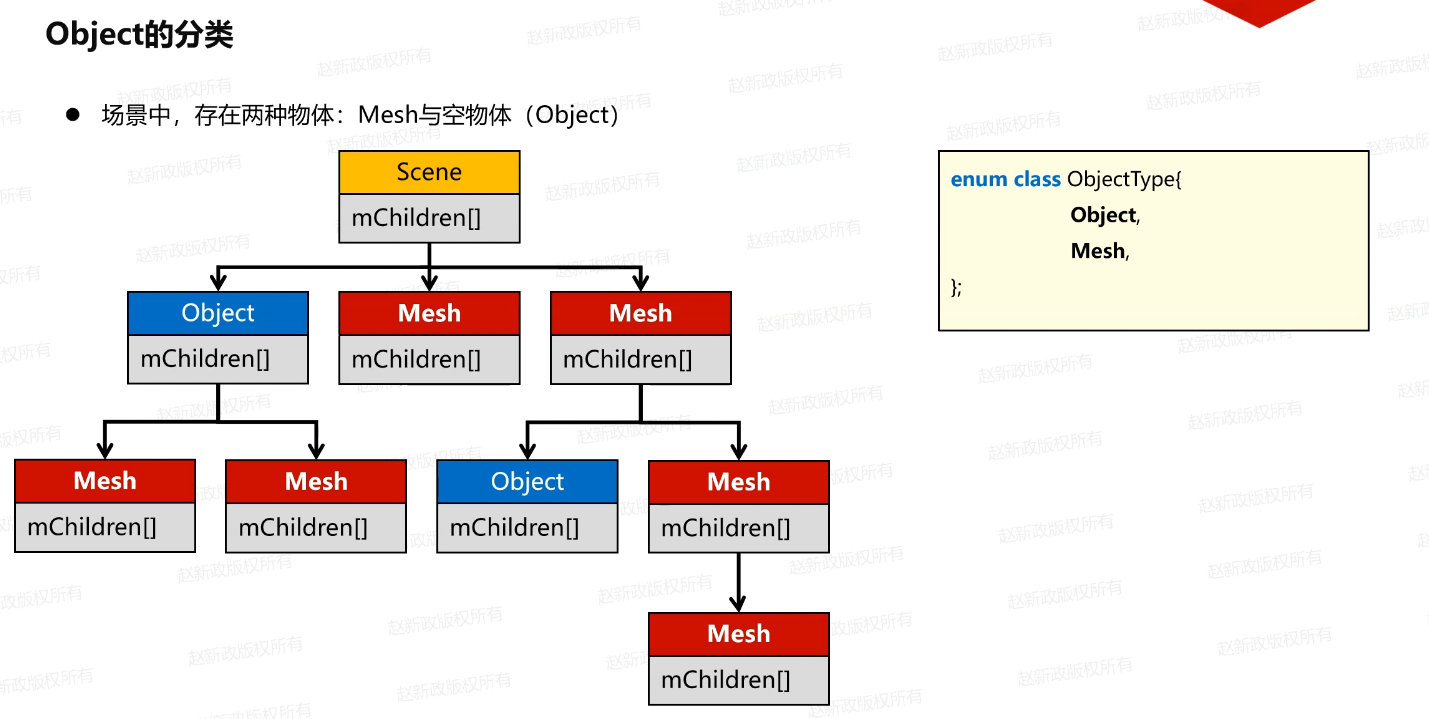 Object的分类
● 场景中，存在两种物体：Mesh与空物体（Object）
Scene
mChildren[]
Object
mChildren[]
Mesh
mChildren[]
Mesh
mChildren[]
Mesh
mChildren[]
Mesh
mChildren[]
Object
mChildren[]
Mesh
mChildren[]
Mesh
mChildren[]
enum class ObjectType{
Object,
Mesh,
};
赵新政版权所有